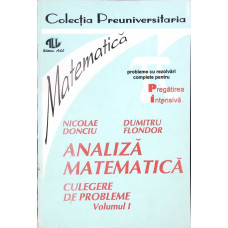 Colecția Preuniversitaria
ALL
Matematică
probleme cu rezolvări
complete pentru
Pregătirea
Intensivă
NICOLAE
DONCIU
DUMITRU
FLONDOR
ANALIZĂ
MATEMATICĂ
CULEGERE
DE PROBLEME
Volumul I